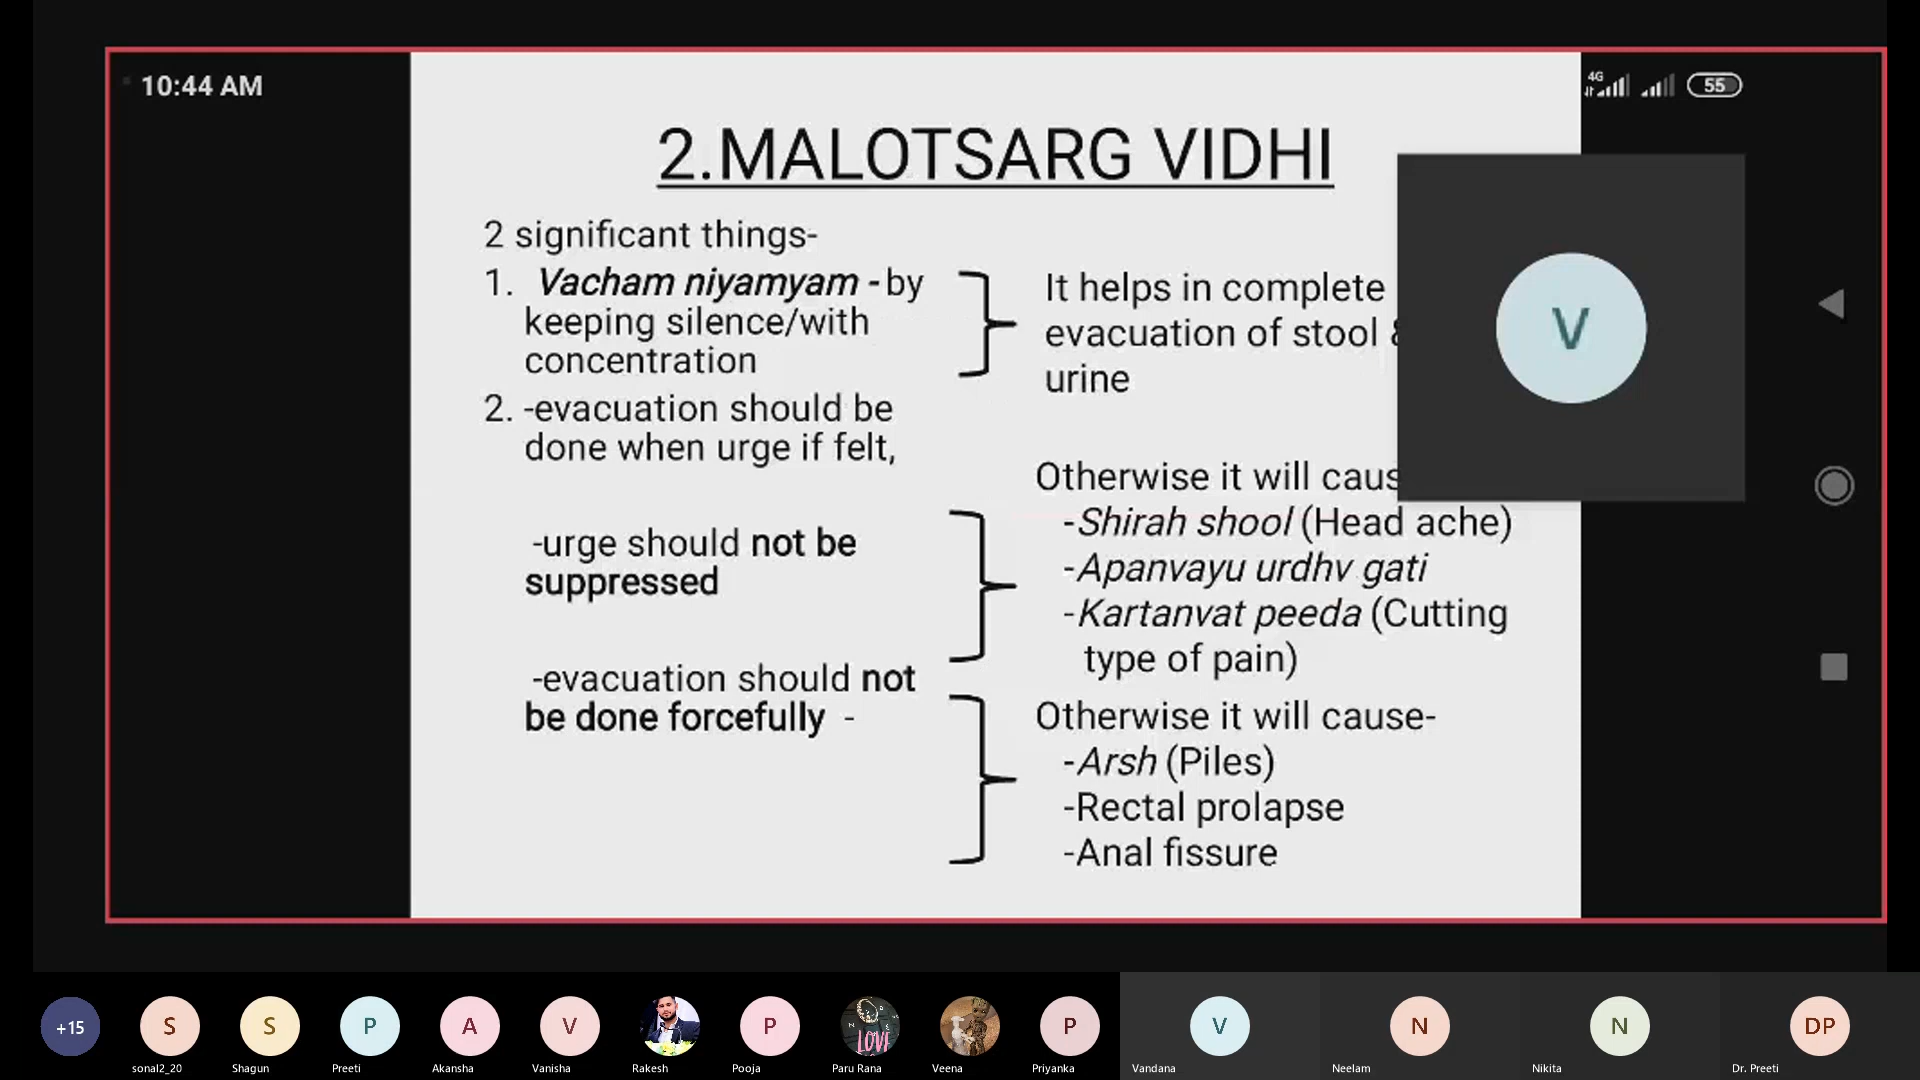 10:44 AM
4G
55
2.MALOTSARG VIDHI
2 significant things-
1. Vacham niyamyam - by
keeping silence/with
concentration
2. -evacuation should be
done when urge if felt,
-urge should not be
suppressed
-evacuation should not
be done forcefully -
It helps in complete
evacuation of stool
urine
Otherwise it will caus
-Shirah shool (Head ache)
-Apanvayu urdhv gati
-Kartanvat peeda (Cutting
type of pain)
Otherwise it will cause-
-Arsh (Piles)
-Rectal prolapse
-Anal fissure
V
+15
S
S
P
A
V
P
LOVE
P
V
N
N
DP
sonal2_20
Shagun
Preeti
Akansha
Vanisha
Rakesh
Pooja
Paru Rana
Veena
Priyanka
Vandana
Neelam
Nikita
Dr. Preeti